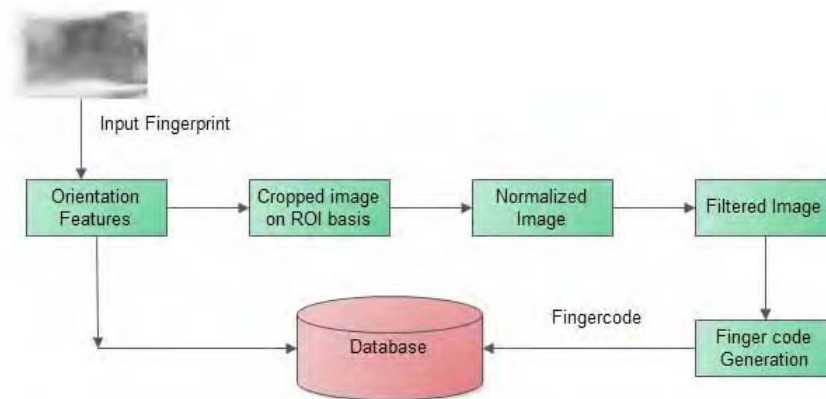 Input Fingerprint
Orientation
Features
Cropped image
on ROI basis
Normalized
Image
Filtered Image
Fingercode
Database
Finger code
Generation